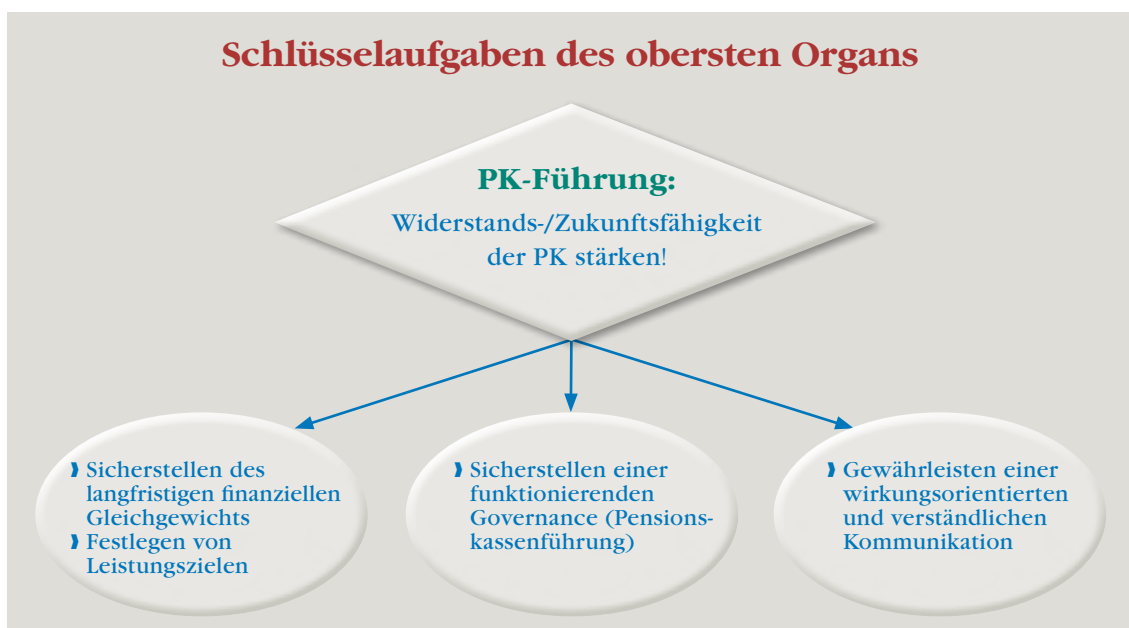 Schlüsselaufgaben des obersten Organs
PK-Führung:
Widerstands-/Zukunftsfähigkeit
der PK stärken!
❱ Sicherstellen des
langfristigen finanziellen
Gleichgewichts
❱ Festlegen von
Leistungszielen
❱ Sicherstellen einer
funktionierenden
Governance (Pensions-
kassenführung)
❱ Gewährleisten einer
wirkungsorientierten
und verständlichen
Kommunikation